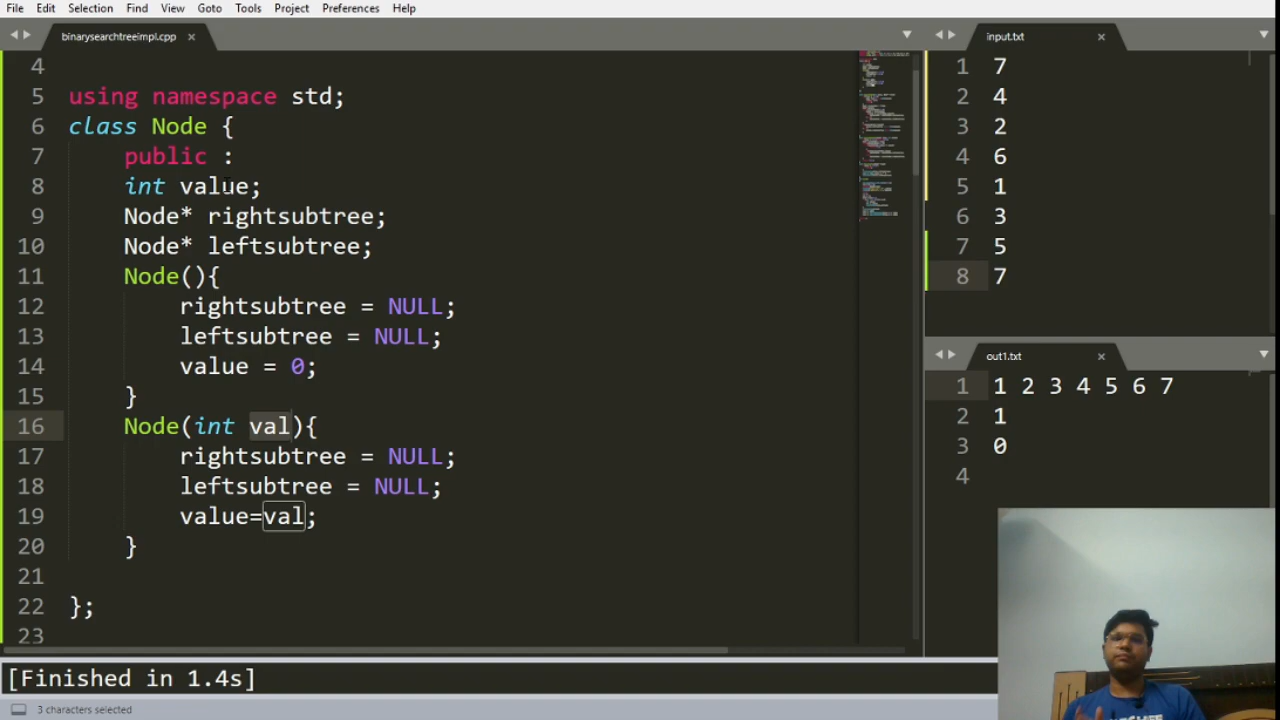 File Edit Selection Find View Goto Tools Project Preferences Help
binarysearchtreeimpl.cpp
4
5 using namespace std;
6 class Node {
7 public :
8 int value;
9 Node* rightsubtree;
10 Node* leftsubtree;
11 Node(){
12 rightsubtree = NULL;
13 leftsubtree = NULL;
14 value = 0;
15 }
16 Node(int val){
17 rightsubtree = NULL;
18 leftsubtree = NULL;
19 value=val;
20 }
21
22 };
23
input.txt
1 7
2 4
3 2
4 6
5 1
6 3
7 5
8 7
out1.txt
1 1 2 3 4 5 6 7
2 1
3 0
4
[Finished in 1.4s]
3 characters selected